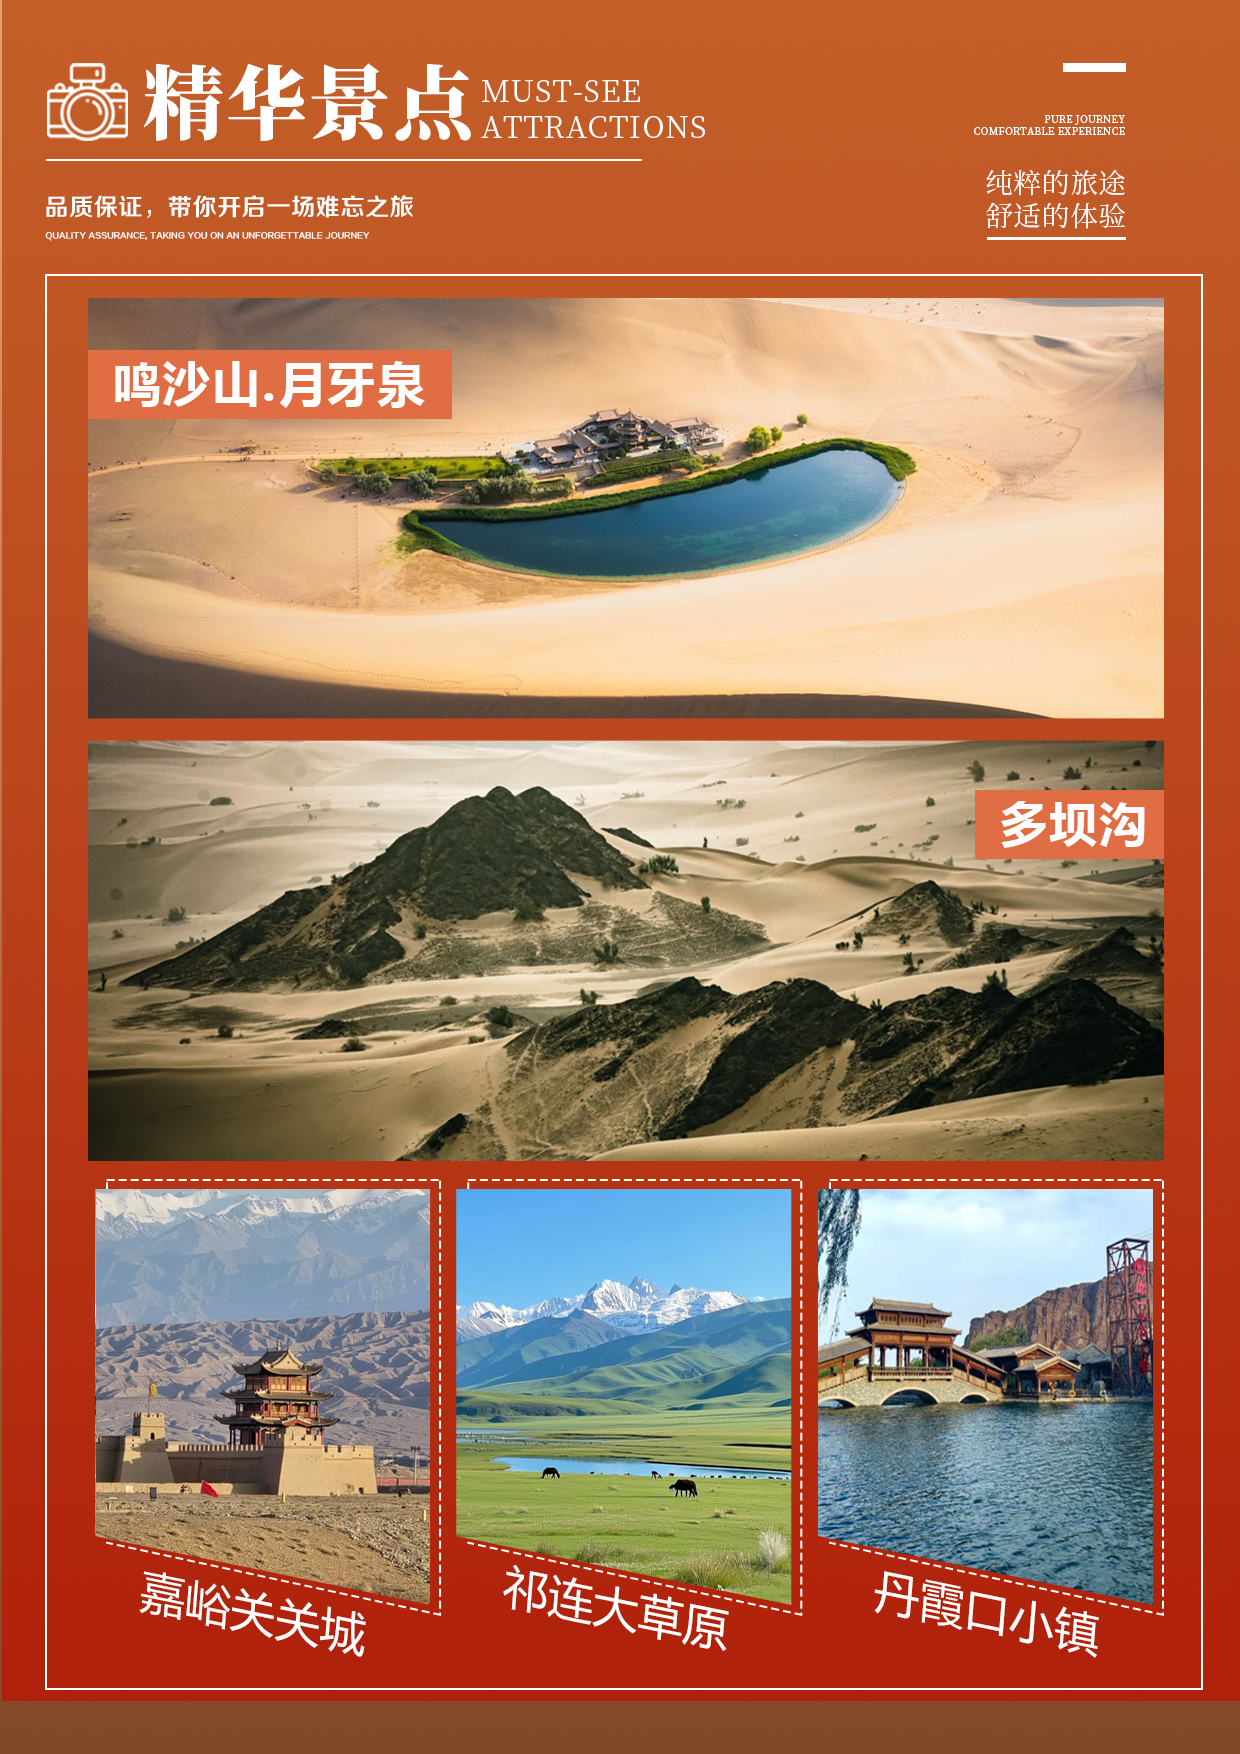 精华景点
MUST-SEE
ATTRACTIONS
PURE JOURNEY
COMFORTABLE EXPERIENCE
纯粹的旅途
舒适的体验
品质保证，带你开启一场难忘之旅
QUALITY ASSURANCE, TAKING YOU ON AN UNFORGETTABLE JOURNEY
鸣沙山.月牙泉
多坝沟
嘉峪关关城
祁连大草原
丹霞口小镇